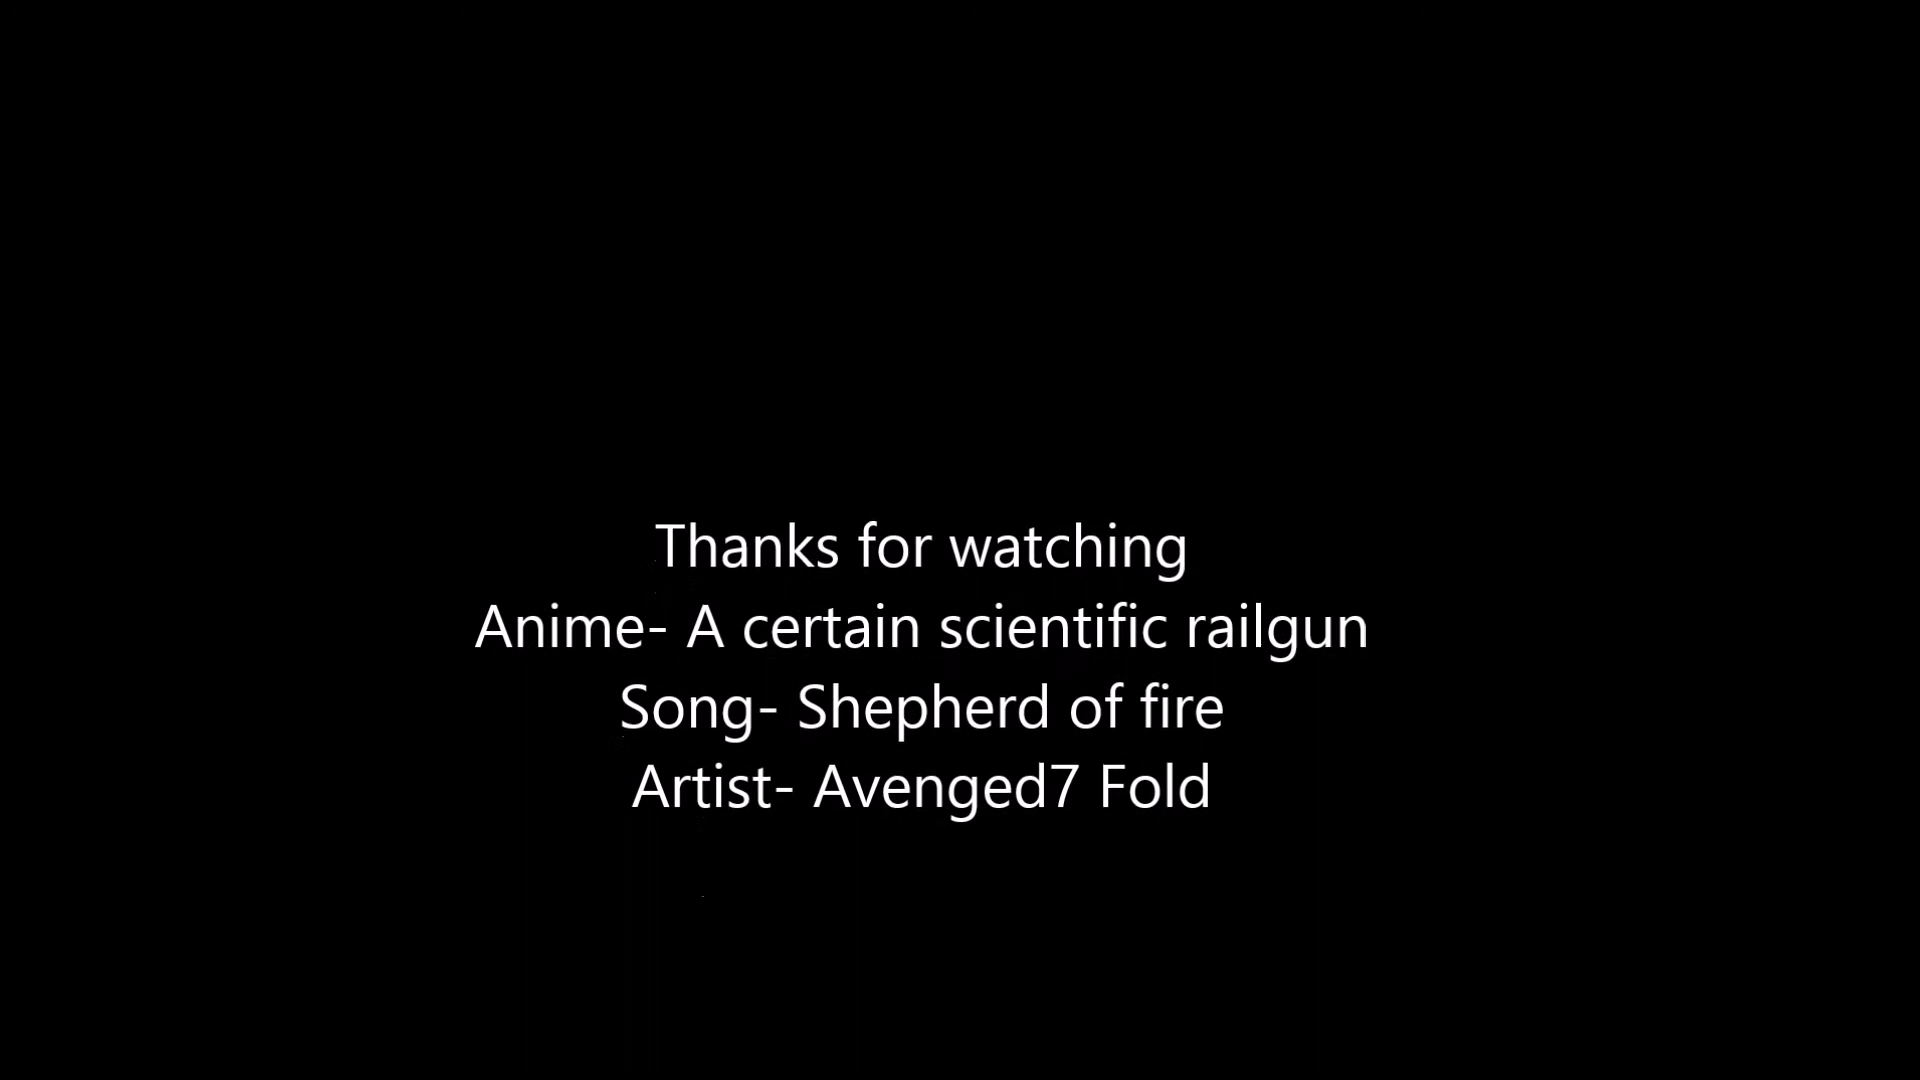 Thanks for watching
Anime- A certain scientific railgun
Song- Shepherd of fire
Artist- Avenged7 Fold